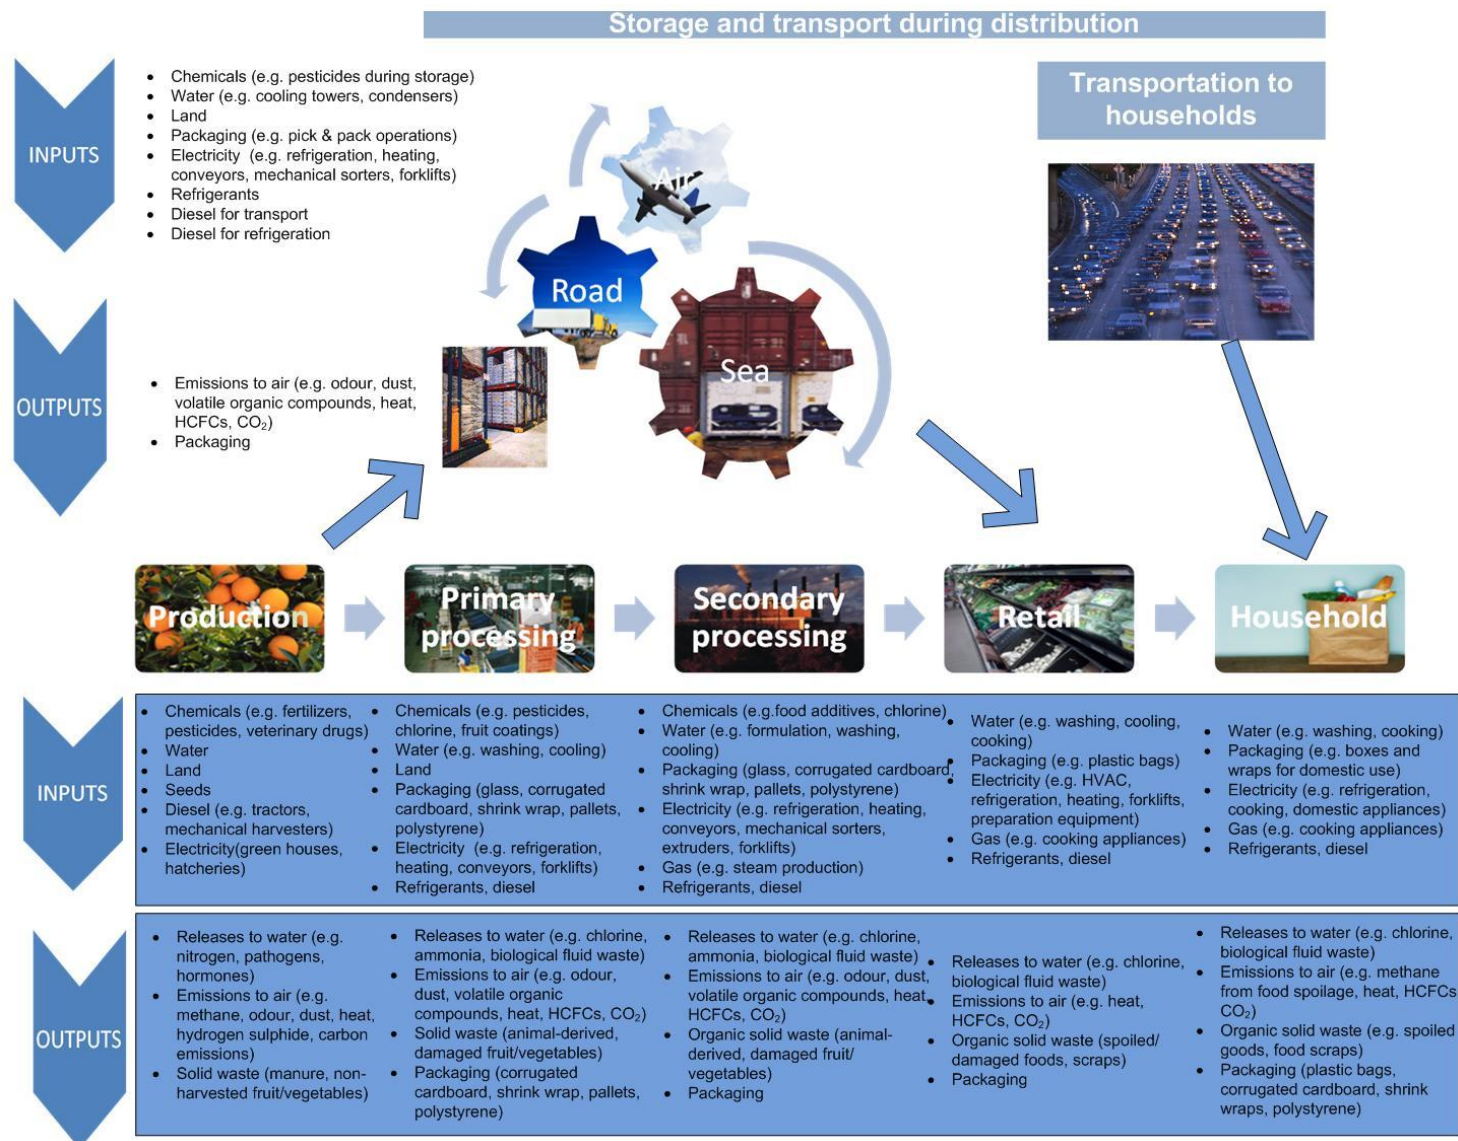 Storage and transport during distribution
Transportation to
households
INPUTS
• Chemicals (e.g. pesticides during storage)
• Water (e.g. cooling towers, condensers)
• Land
• Packaging (e.g. pick & pack operations)
• Electricity (e.g. refrigeration, heating,
conveyors, mechanical sorters, forklifts)
• Refrigerants
• Diesel for transport
• Diesel for refrigeration
Air
Road
Sea
OUTPUTS
• Emissions to air (e.g. odour, dust,
volatile organic compounds, heat,
HCFCs, CO₂)
• Packaging
Production
Primary
processing
Secondary
processing
Retail
Household
INPUTS
• Chemicals (e.g. fertilizers,
pesticides, veterinary drugs)
• Water
• Land
• Seeds
• Diesel (e.g. tractors,
mechanical harvesters)
• Electricity(green houses,
hatcheries)
• Chemicals (e.g. pesticides,
chlorine, fruit coatings)
• Water (e.g. washing, cooling)
• Land
• Packaging (glass, corrugated
cardboard, shrink wrap, pallets,
polystyrene)
• Electricity (e.g. refrigeration,
heating, conveyors, forklifts)
• Refrigerants, diesel
• Chemicals (e.g.food additives, chlorine)
• Water (e.g. formulation, washing,
cooling)
• Packaging (glass, corrugated cardboard,
shrink wrap, pallets, polystyrene)
• Electricity (e.g. refrigeration, heating,
conveyors, mechanical sorters,
extruders, forklifts)
• Gas (e.g. steam production)
• Refrigerants, diesel
• Water (e.g. washing, cooling,
cooking)
• Packaging (e.g. plastic bags)
• Electricity (e.g. HVAC,
refrigeration, heating, forklifts,
preparation equipment)
• Gas (e.g. cooking appliances)
• Refrigerants, diesel
• Water (e.g. washing, cooking)
• Packaging (e.g. boxes and
wraps for domestic use)
• Electricity (e.g. refrigeration,
cooking, domestic appliances)
• Gas (e.g. cooking appliances)
• Refrigerants, diesel
OUTPUTS
• Releases to water (e.g.
nitrogen, pathogens,
hormones)
• Emissions to air (e.g.
methane, odour, dust, heat,
hydrogen sulphide, carbon
emissions)
• Solid waste (manure, non-
harvested fruit/vegetables)
• Releases to water (e.g. chlorine,
ammonia, biological fluid waste)
• Emissions to air (e.g. odour,
dust, volatile organic
compounds, heat, HCFCs, CO₂)
• Solid waste (animal-derived,
damaged fruit/vegetables)
• Packaging (corrugated
cardboard, shrink wrap, pallets,
polystyrene)
• Releases to water (e.g. chlorine,
ammonia, biological fluid waste)
• Emissions to air (e.g. odour, dust,
volatile organic compounds, heat,
HCFCs, CO₂)
• Organic solid waste (animal-
derived, damaged fruit/
vegetables)
• Packaging
• Releases to water (e.g. chlorine,
biological fluid waste)
• Emissions to air (e.g. heat,
HCFCs, CO₂)
• Organic solid waste (spoiled/
damaged foods, scraps)
• Packaging
• Releases to water (e.g. chlorine,
biological fluid waste)
• Emissions to air (e.g. methane
from food spoilage, heat, HCFCs
CO₂)
• Organic solid waste (e.g. spoiled
goods, food scraps)
• Packaging (plastic bags,
corrugated cardboard, shrink
wraps, polystyrene)